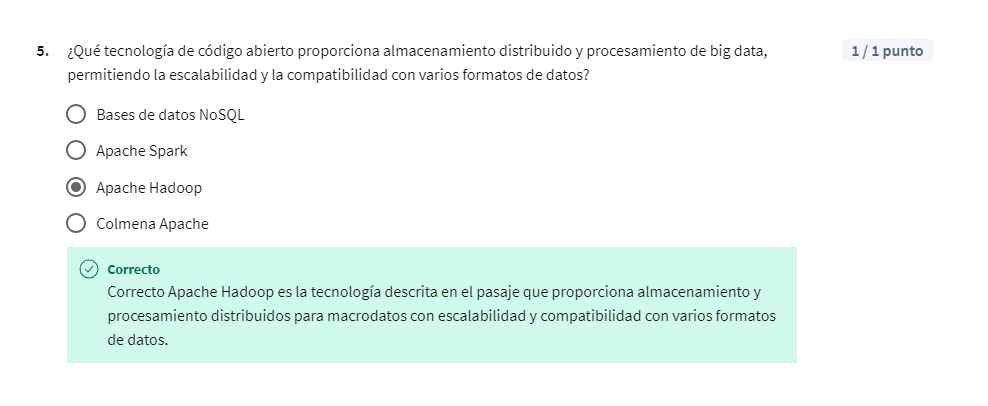 5. ¿Qué tecnología de código abierto proporciona almacenamiento distribuido y procesamiento de big data, 1 / 1 punto
permitiendo la escalabilidad y la compatibilidad con varios formatos de datos?
Bases de datos NoSQL
Apache Spark
Apache Hadoop
Colmena Apache
Correcto
Correcto Apache Hadoop es la tecnología descrita en el pasaje que proporciona almacenamiento y
procesamiento distribuidos para macrodatos con escalabilidad y compatibilidad con varios formatos
de datos.